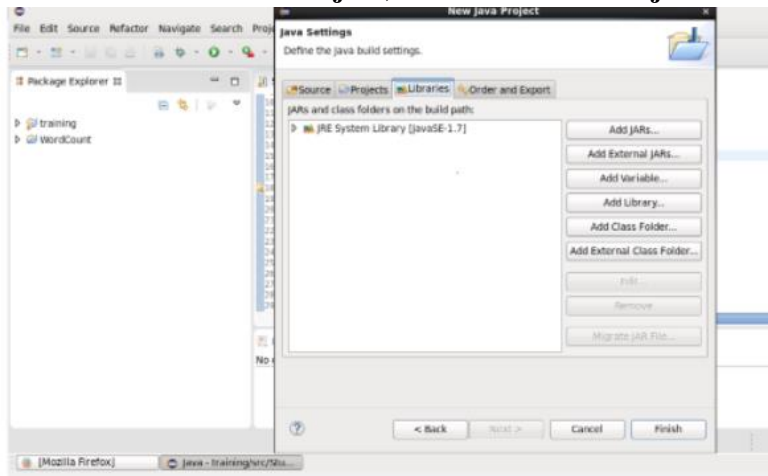 New Java Project
File Edit Source Refactor Navigate Search Proj
Java Settings
Define the Java build settings.
Package Explorer
Source Projects Libraries Order and Export
JARs and class folders on the build path:
JRE System Library [JavaSE-1.7]
training
WordCount
Add JARs...
Add External JARs...
Add Variable...
Add Library...
Add Class Folder...
Add External Class Folder...
Edit...
Remove
Migrate JAR File...
No
< Back
Next >
Cancel
Finish
[Mozilla Firefox]
Java - training/src/Stu...